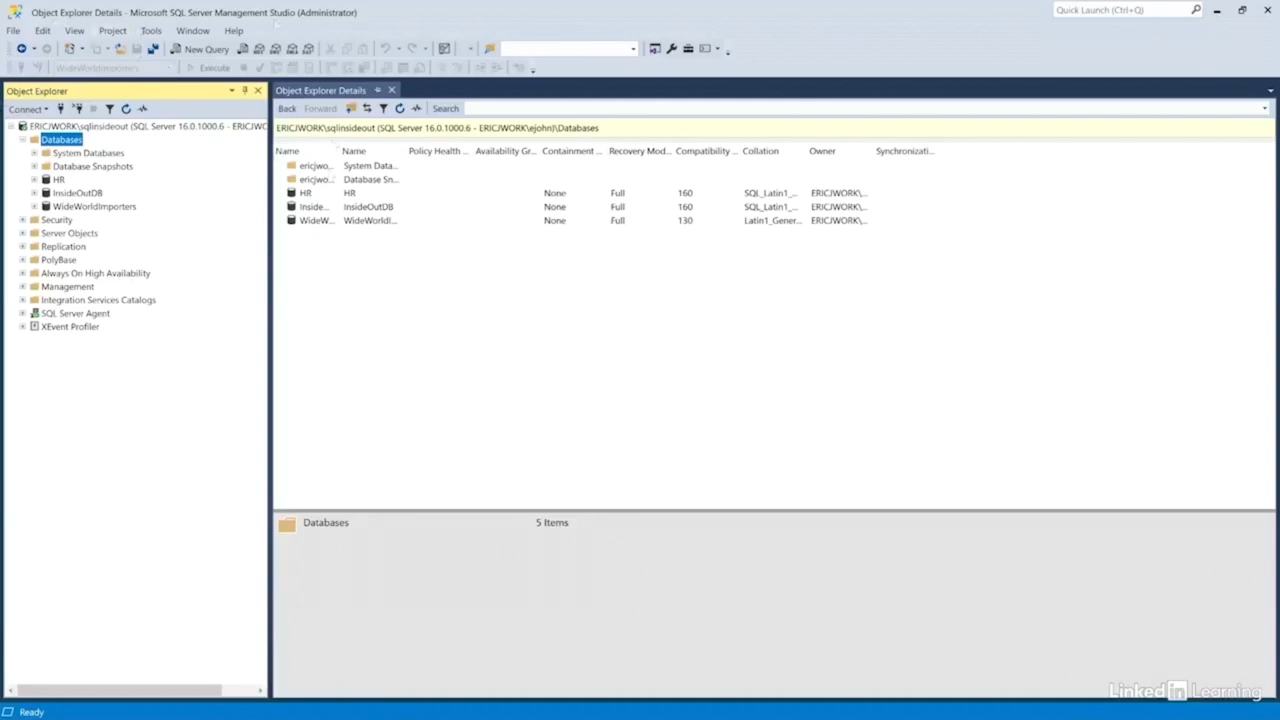 Object Explorer Details - Microsoft SQL Server Management Studio (Administrator)
Quick Launch (Ctrl+Q)
File Edit View Project Tools Window Help
New Query
WideWorldImporters
Execute
Object Explorer
Connect
ERICJWORK\sqlinsideout (SQL Server 16.0.1000.6 - ERICJWC
Databases
System Databases
Database Snapshots
HR
InsideOutDB
WideWorldImporters
Security
Server Objects
Replication
PolyBase
Always On High Availability
Management
Integration Services Catalogs
SQL Server Agent
XEvent Profiler
Object Explorer Details
Back Forward Search
ERICJWORK\sqlinsideout (SQL Server 16.0.1000.6 - ERICJWORK\ejohn)\Databases
Name Name Policy Health ... Availability Gr... Containment ... Recovery Mod... Compatibility ... Collation Owner Synchronizati...
ericjwo... System Data...
ericjwo... Database Sn...
HR HR None Full 160 SQL_Latin1_... ERICJWORK\...
Inside... InsideOutDB None Full 160 SQL_Latin1_... ERICJWORK\...
WideW... WideWorldI... None Full 130 Latin1_Gener... ERICJWORK\...
Databases 5 Items
Linked in Learning
Ready